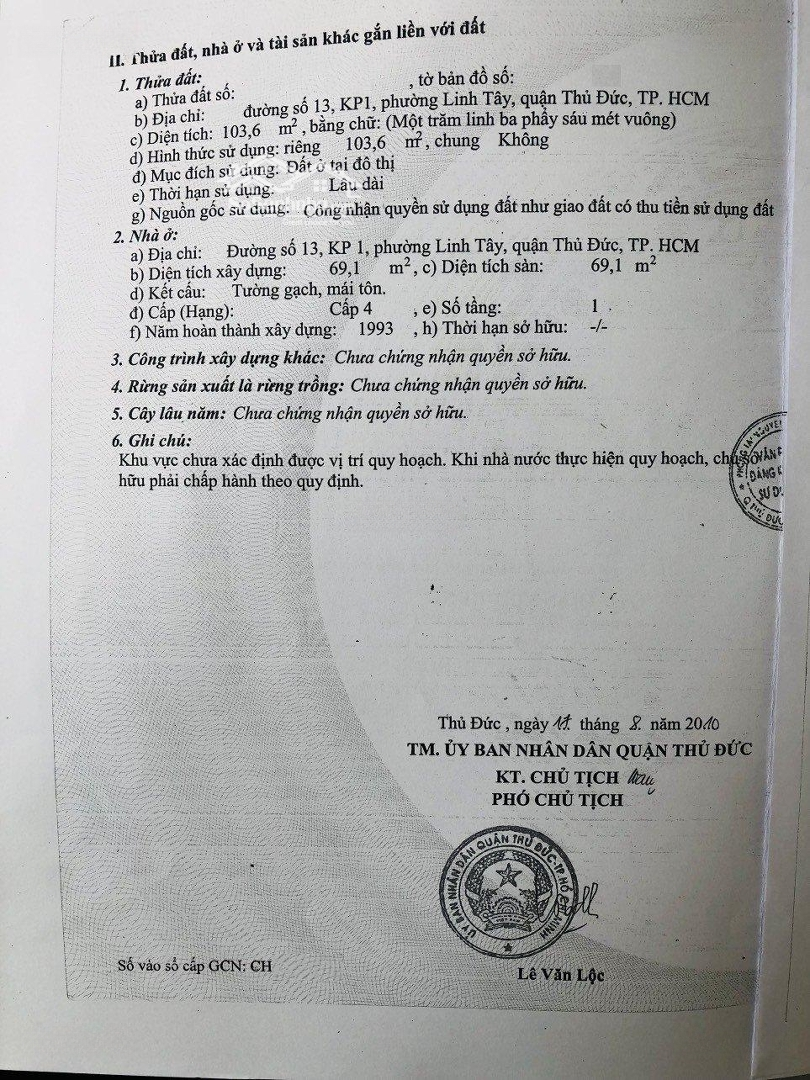 II. Thửa đất, nhà ở và tài sản khác gắn liền với đất
1. Thửa đất:
a) Thửa đất số: , tờ bản đồ số:
b) Địa chỉ: đường số 13, KP1, phường Linh Tây, quận Thủ Đức, TP. HCM
c) Diện tích: 103,6 m², bằng chữ: (Một trăm linh ba phẩy sáu mét vuông)
d) Hình thức sử dụng: riêng 103,6 m², chung Không
đ) Mục đích sử dụng: Đất ở tại đô thị
e) Thời hạn sử dụng: Lâu dài
g) Nguồn gốc sử dụng: Công nhận quyền sử dụng đất như giao đất có thu tiền sử dụng đất
2. Nhà ở:
a) Địa chỉ: Đường số 13, KP 1, phường Linh Tây, quận Thủ Đức, TP. HCM
b) Diện tích xây dựng: 69,1 m², c) Diện tích sàn: 69,1 m²
d) Kết cấu: Tường gạch, mái tôn.
đ) Cấp (Hạng): Cấp 4 , e) Số tầng: 1
f) Năm hoàn thành xây dựng: 1993 , h) Thời hạn sở hữu: -/-
3. Công trình xây dựng khác: Chưa chứng nhận quyền sở hữu.
4. Rừng sản xuất là rừng trồng: Chưa chứng nhận quyền sở hữu.
5. Cây lâu năm: Chưa chứng nhận quyền sở hữu.
6. Ghi chú:
Khu vực chưa xác định được vị trí quy hoạch. Khi nhà nước thực hiện quy hoạch, chủ sở
hữu phải chấp hành theo quy định.
Thủ Đức , ngày 17 tháng 8 năm 2010
TM. ỦY BAN NHÂN DÂN QUẬN THỦ ĐỨC
KT. CHỦ TỊCH
PHÓ CHỦ TỊCH
ỦY BAN NHÂN DÂN QUẬN THỦ ĐỨC-TP HỒ CHÍ MINH
Số vào sổ cấp GCN: CH
Lê Văn Lộc